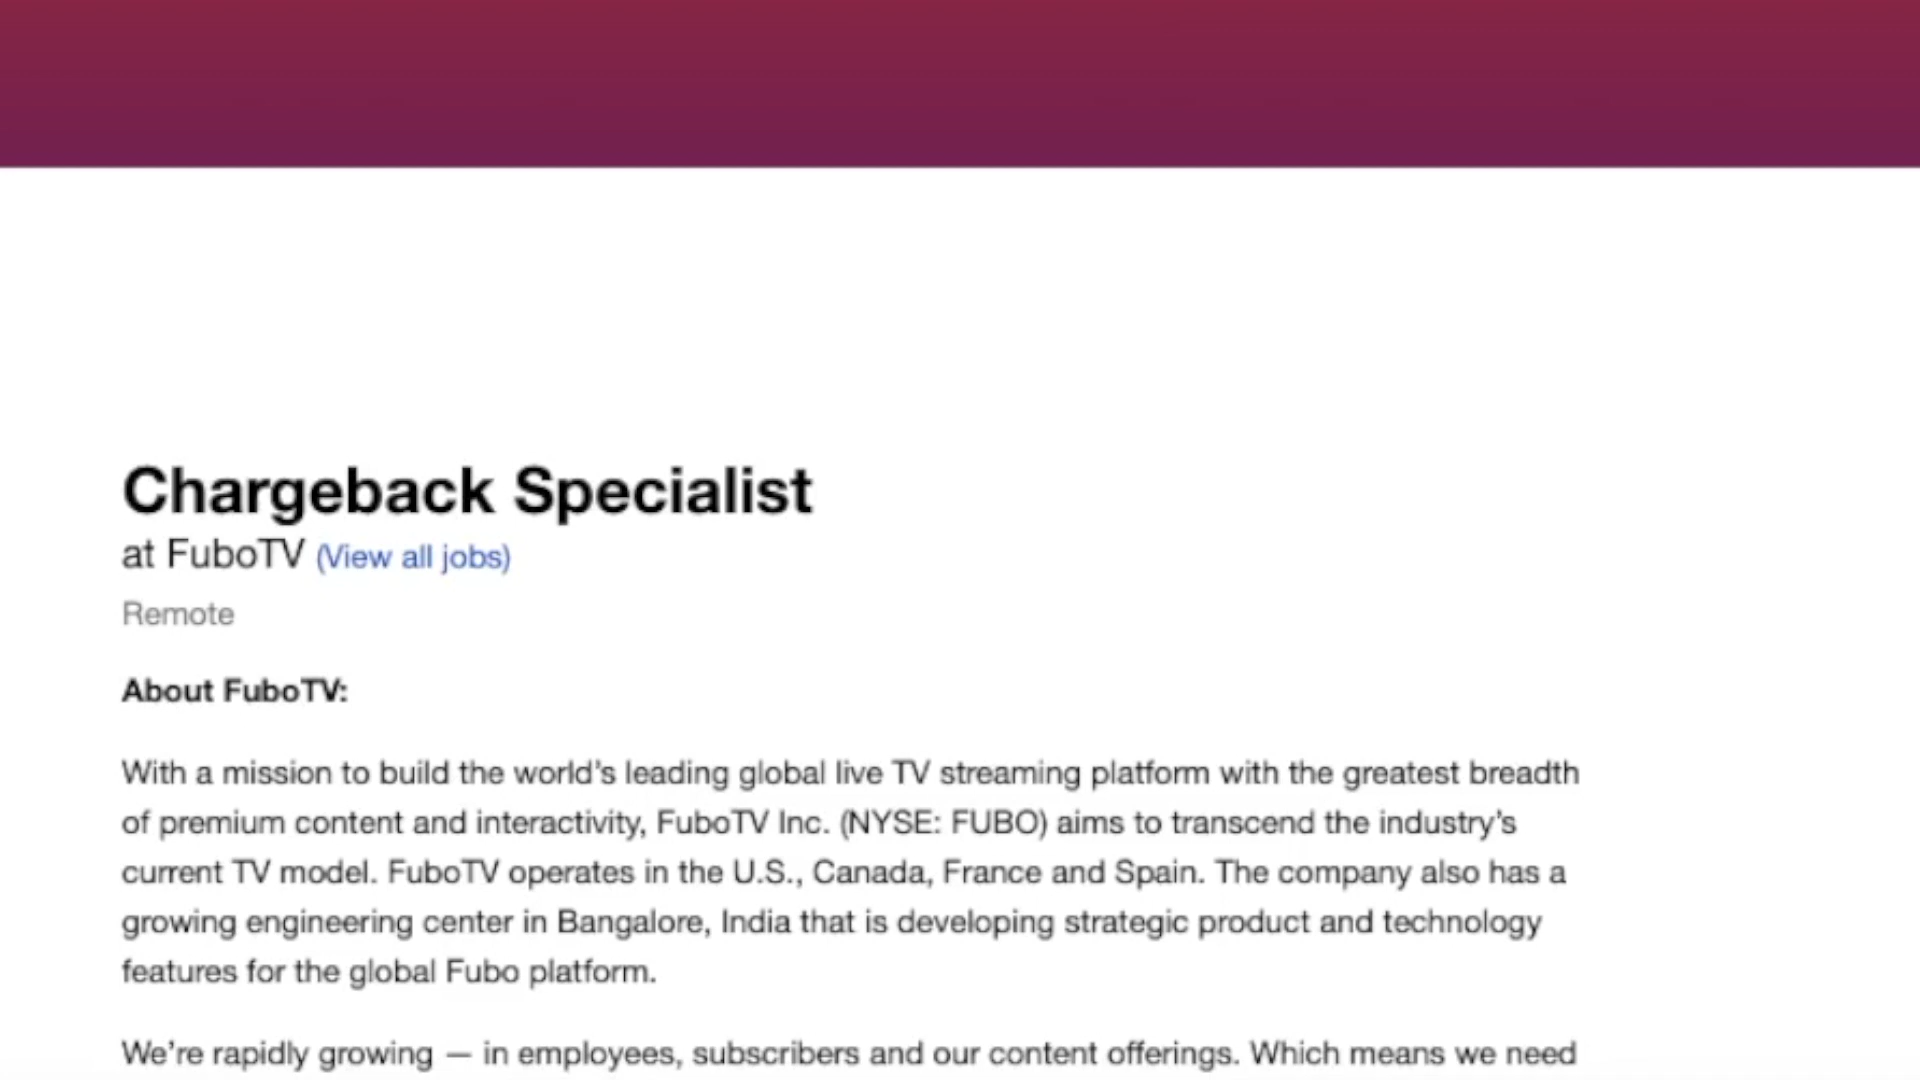 Chargeback Specialist
at FuboTV (View all jobs)
Remote
About FuboTV:
With a mission to build the world’s leading global live TV streaming platform with the greatest breadth
of premium content and interactivity, FuboTV Inc. (NYSE: FUBO) aims to transcend the industry’s
current TV model. FuboTV operates in the U.S., Canada, France and Spain. The company also has a
growing engineering center in Bangalore, India that is developing strategic product and technology
features for the global Fubo platform.
We’re rapidly growing — in employees, subscribers and our content offerings. Which means we need